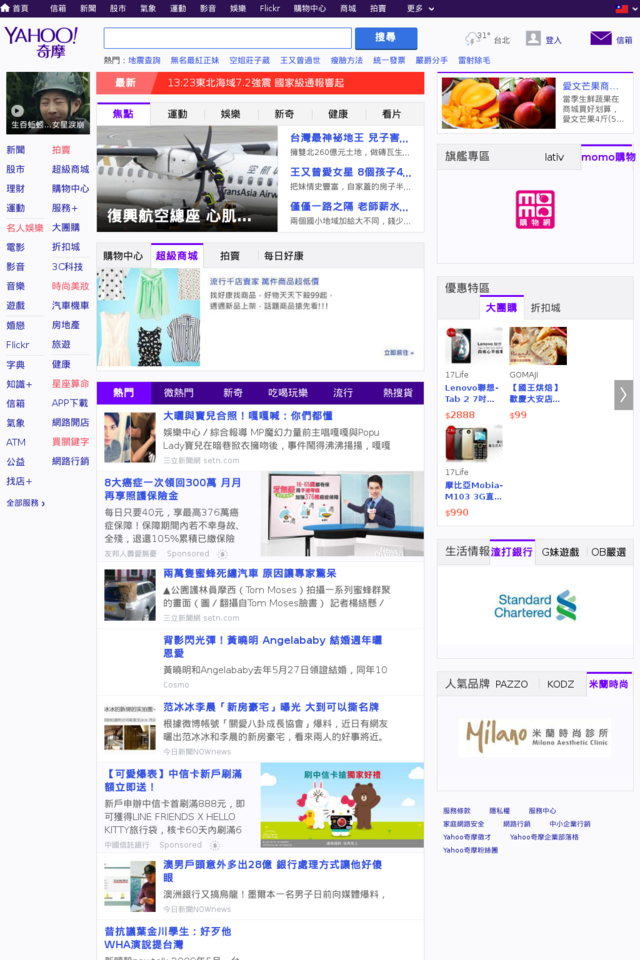 首頁 信箱 新聞 股市 氣象 運動 影音 娛樂 Flickr 購物中心 商城 拍賣 更多
YAHOO!
奇摩
搜尋
31° 台北
登入
信箱
熱門：地震查詢 無名最紅正妹 空姐莊子葳 王又曾過世 瘦臉方法 統一發票 嚴爵分手 雷射除毛
生吞蚯蚓...女星淚崩
新聞 拍賣
股市 超級商城
理財 購物中心
運動 服務+
名人娛樂 大團購
電影 折扣城
影音 3C科技
音樂 時尚美妝
遊戲 汽車機車
婚戀 房地產
Flickr 旅遊
字典 健康
知識+ 星座算命
信箱 APP下載
氣象 網路開店
ATM 買關鍵字
公益 網路行銷
找店+
全部服務 ›
最新 13:23東北海域7.2強震 國家級通報響起
焦點 運動 娛樂 新奇 健康 看片
TransAsia Airways
復興航空總座 心肌...
台灣最神祕地王 兒子害...
擁雙北260億元土地，做磚瓦生...
王又曾愛女星 8個孩子4...
把妹情史豐富，自家蓋的房子半...
僅僅一路之隔 老師薪水...
兩個國小地域加給大不同，錢少...
購物中心 超級商城 拍賣 每日好康
流行千店賣家 萬件商品超低價
找好康找商品，好物天天下殺99起，
週週新品上架，話題商品搶先看!!!
立即前往 »
熱門 微熱門 新奇 吃喝玩樂 流行 熱搜貨
大曬與寶兒合照！嘎嘎喊：你們都懂
娛樂中心／綜合報導 MP魔幻力量前主唱嘎嘎與Popu
Lady寶兒在暗巷掀衣擁吻後，事件鬧得沸沸揚揚，嘎嘎
三立新聞網 setn.com
8大癌症一次領回300萬 月月
再享照護保險金
每日只要40元，享最高376萬癌
症保障！保障期間內若不幸身故、
全殘，退還105%累積已繳保險
友邦人壽錠無憂 Sponsored
兩萬隻蜜蜂死纏汽車 原因讓專家驚呆
▲公園護林員摩西（Tom Moses）拍攝一系列蜜蜂群聚
的畫面（圖／翻攝自Tom Moses臉書） 記者楊絡懸／
三立新聞網 setn.com
背影閃光彈！黃曉明 Angelababy 結婚週年曬
恩愛
黃曉明和Angelababy去年5月27日領證結婚，同年10
Cosmo
范冰冰李晨「新房豪宅」曝光 大到可以撕名牌
根據微博帳號「關愛八卦成長協會」爆料，近日有網友
曬出范冰冰和李晨的新房豪宅，看來兩人的好事將近。
今日新聞NOWnews
【可愛爆表】中信卡新戶刷滿
額立即送！
新戶申辦中信卡首刷滿888元，即
可獲得LINE FRIENDS X HELLO
KITTY旅行袋，核卡60天內刷滿6
中國信託銀行 Sponsored
刷中信卡搶獨家好禮
澳男戶頭意外多出28億 銀行處理方式讓他好傻
眼
澳洲銀行又搞烏龍！墨爾本一名男子日前向媒體爆料，
今日新聞NOWnews
昔抗議葉金川學生：好歹他
WHA演說提台灣
愛文芒果商...
當季生鮮蔬果在
商城買好划算，
愛文芒果4斤(5...
旗艦專區 lativ momo購物
momo
購物網
優惠特區
大團購 折扣城
17Life
Lenovo聯想-
Tab 2 7吋...
$2888
GOMAJI
【國王烘焙】
歡慶大安店...
$99
17Life
摩比亞Mobia-
M103 3G直...
$990
生活情報 渣打銀行 G妹遊戲 OB嚴選
Standard
Chartered
人氣品牌 PAZZO KODZ 米蘭時尚
Milano 米蘭時尚診所
Milano Aesthetic Clinic
服務條款 隱私權 服務中心
家庭網路安全 網路行銷 中小企業行銷
Yahoo奇摩徵才 Yahoo奇摩企業部落格
Yahoo奇摩粉絲團